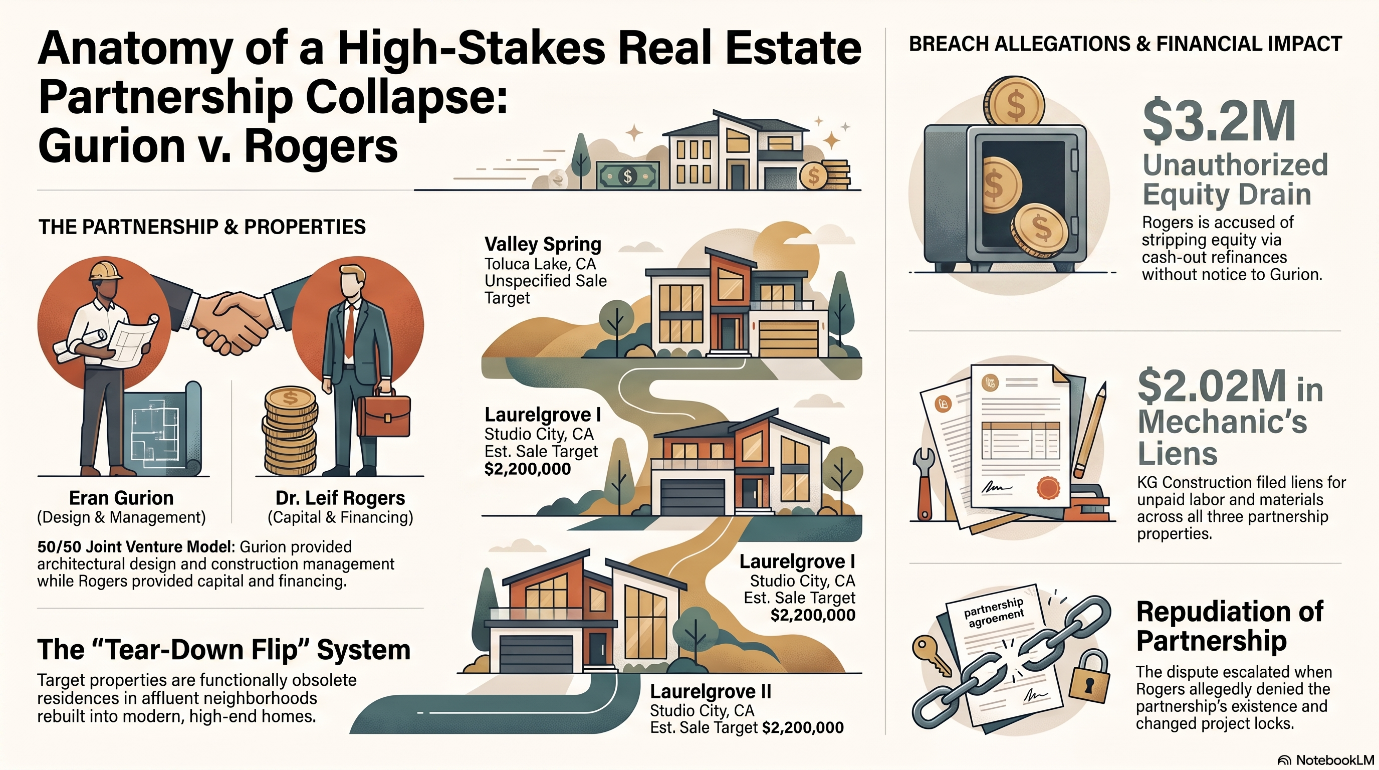 Anatomy of a High-Stakes Real Estate
Partnership Collapse:
Gurion v. Rogers
THE PARTNERSHIP & PROPERTIES
Eran Gurion
(Design & Management)
Dr. Leif Rogers
(Capital & Financing)
50/50 Joint Venture Model: Gurion provided
architectural design and construction management
while Rogers provided capital and financing.
The “Tear-Down Flip” System
Target properties are functionally obsolete
residences in affluent neighborhoods
rebuilt into modern, high-end homes.
Valley Spring
Toluca Lake, CA
Unspecified Sale
Target
Laurelgrove I
Studio City, CA
Est. Sale Target
$2,200,000
Laurelgrove I
Studio City, CA
Est. Sale Target
$2,200,000
Laurelgrove II
Studio City, CA
Est. Sale Target $2,200,000
BREACH ALLEGATIONS & FINANCIAL IMPACT
$3.2M
Unauthorized
Equity Drain
Rogers is accused of
stripping equity via
cash-out refinances
without notice to Gurion.
$2.02M in
Mechanic’s
Liens
KG Construction filed liens for
unpaid labor and materials
across all three partnership
properties.
partnership
agreement
Repudiation of
Partnership
The dispute escalated when
Rogers allegedly denied the
partnership’s existence and
changed project locks.
NotebookLM